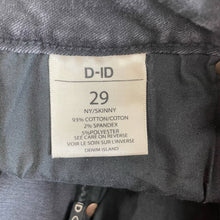 D-ID
29
NY/SKINNY
93% COTTON/COTON
2% SPANDEX
5%POLYESTER
SEE CARE ON REVERSE
VOIR LE SOIN SUR L'INVERSE
DENIM ISLAND